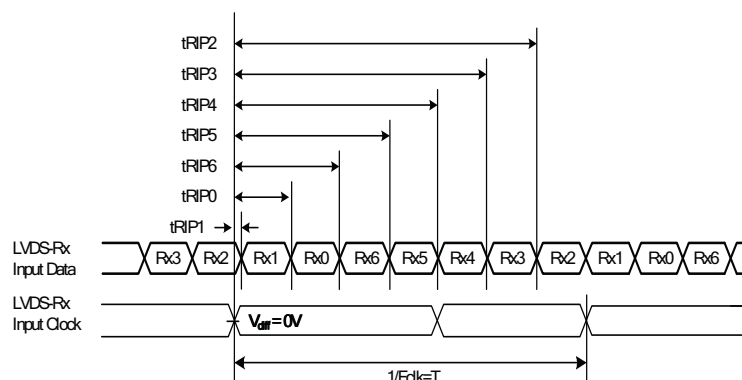 tRIP2
tRIP3
tRIP4
tRIP5
tRIP6
tRIP0
tRIP1
LVDS-Rx
Input Data
Rx3 Rx2 Rx1 Rx0 Rx6 Rx5 Rx4 Rx3 Rx2 Rx1 Rx0 Rx6
LVDS-Rx
Input Clock
Vdiff = 0V
1/Fclk=T